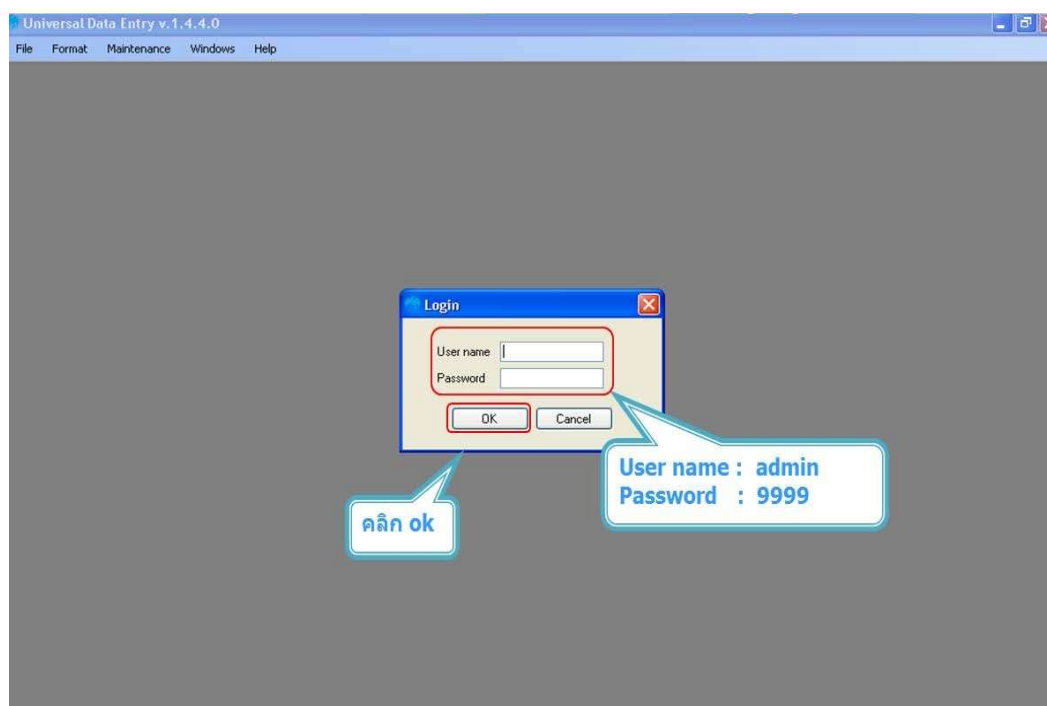 Universal Data Entry v.1.4.4.0
File Format Maintenance Windows Help
Login
User name
Password
OK Cancel
User name : admin
Password : 9999
คลิก ok